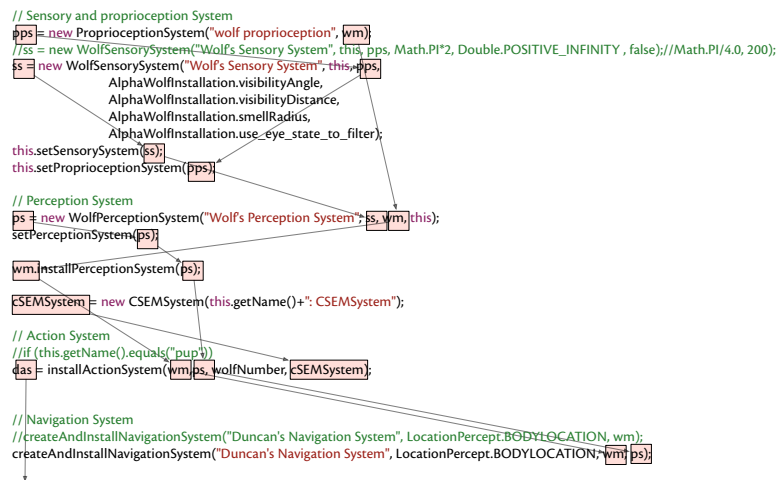 // Sensory and proprioception System
pps = new ProprioceptionSystem("wolf proprioception", wm);
//ss = new WolfSensorySystem("Wolf's Sensory System", this, pps, Math.PI*2, Double.POSITIVE_INFINITY , false);//Math.PI/4.0, 200);
ss = new WolfSensorySystem("Wolf's Sensory System", this, pps,
AlphaWolfInstallation.visibilityAngle,
AlphaWolfInstallation.visibilityDistance,
AlphaWolfInstallation.smellRadius,
AlphaWolfInstallation.use_eye_state_to_filter);
this.setSensorySystem(ss);
this.setProprioceptionSystem(pps);
// Perception System
ps = new WolfPerceptionSystem("Wolf's Perception System", ss, wm, this);
setPerceptionSystem(ps);
wm.installPerceptionSystem(ps);
cSEMSystem = new CSEMSystem(this.getName()+": CSEMSystem");
// Action System
//if (this.getName().equals("pup"))
das = installActionSystem(wm,ps, wolfNumber, cSEMSystem);
// Navigation System
//createAndInstallNavigationSystem("Duncan's Navigation System", LocationPercept.BODYLOCATION, wm);
createAndInstallNavigationSystem("Duncan's Navigation System", LocationPercept.BODYLOCATION, wm, ps);